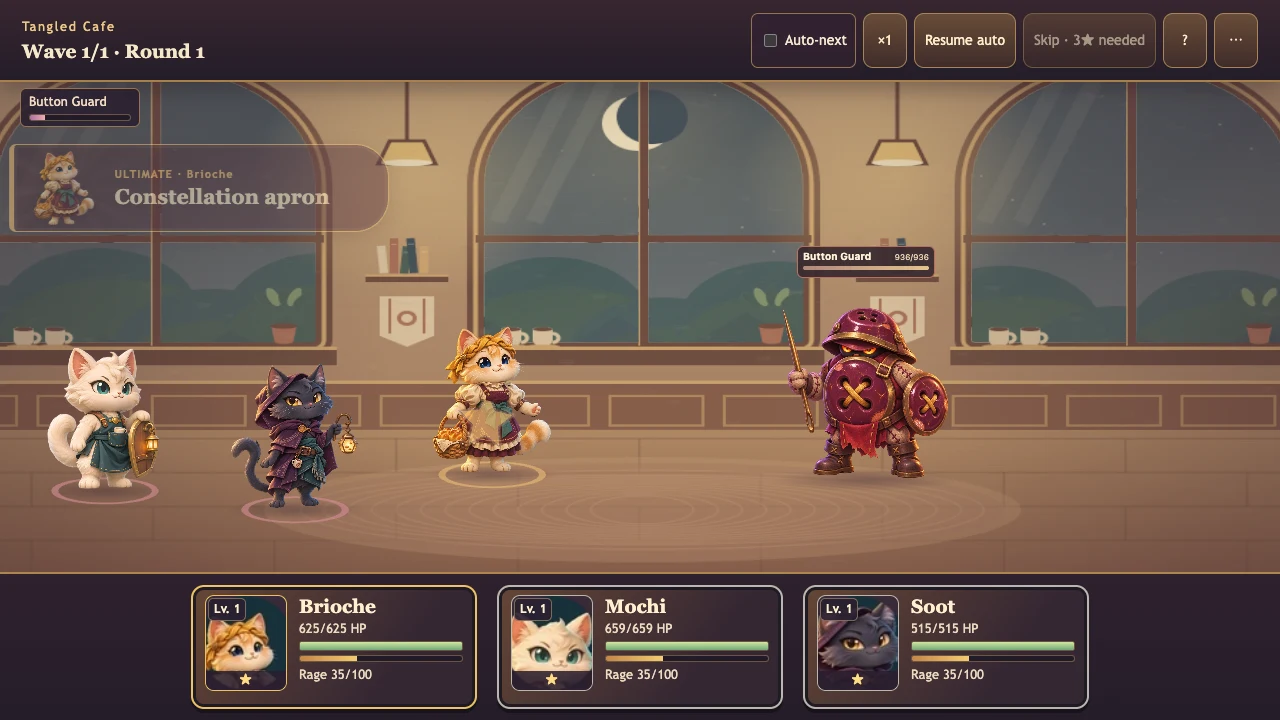 Tangled Cafe
Wave 1/1 · Round 1
Auto-next
×1
Resume auto
Skip · 3★ needed
?
···
Button Guard
ULTIMATE · Brioche
Constellation apron
Button Guard 936/936
Lv. 1
Brioche
625/625 HP
Rage 35/100
Lv. 1
Mochi
659/659 HP
Rage 35/100
Lv. 1
Soot
515/515 HP
Rage 35/100